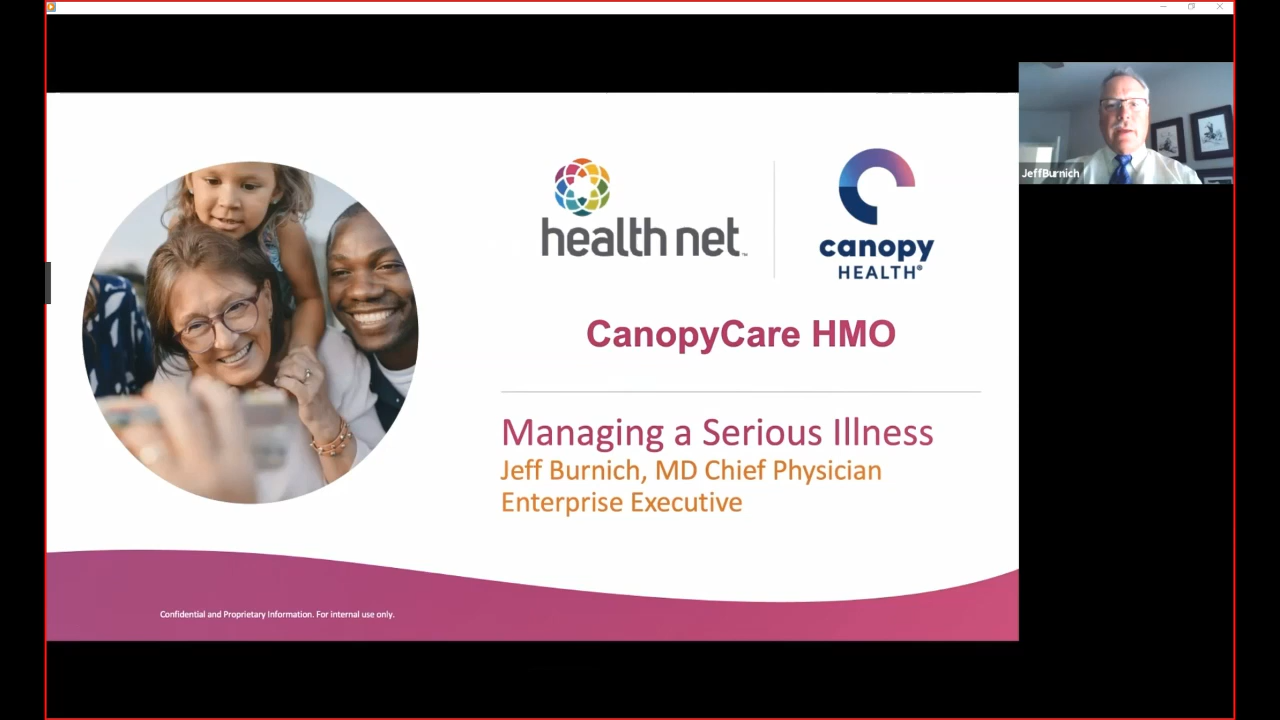 health net™
canopy
HEALTH®
CanopyCare HMO
Managing a Serious Illness
Jeff Burnich, MD Chief Physician
Enterprise Executive
Confidential and Proprietary Information. For internal use only.
JeffBurnich